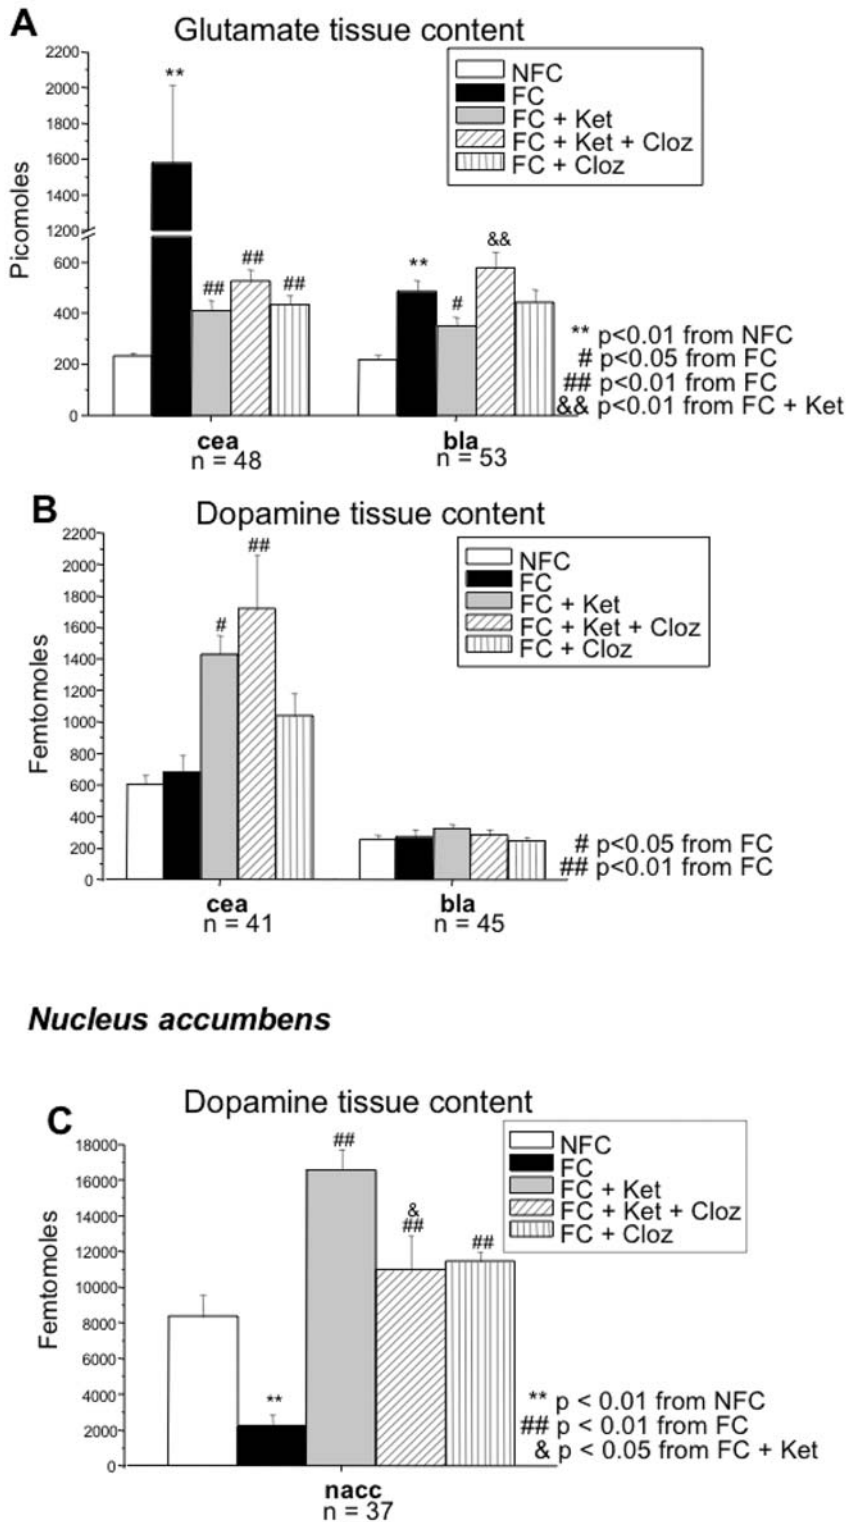 A
Glutamate tissue content
2200
2000
1800
1600
1400
1200
600
400
200
0
Picomoles
**
##
##
##
**
#
&&
NFC
FC
FC + Ket
FC + Ket + Cloz
FC + Cloz
** p<0.01 from NFC
# p<0.05 from FC
## p<0.01 from FC
&& p<0.01 from FC + Ket
cea
n = 48
bla
n = 53
B
Dopamine tissue content
2200
2000
1800
1600
1400
1200
1000
800
600
400
200
0
Femtomoles
#
##
NFC
FC
FC + Ket
FC + Ket + Cloz
FC + Cloz
# p<0.05 from FC
## p<0.01 from FC
cea
n = 41
bla
n = 45
Nucleus accumbens
C
Dopamine tissue content
18000
16000
14000
12000
10000
8000
6000
4000
2000
0
Femtomoles
**
##
&
##
##
NFC
FC
FC + Ket
FC + Ket + Cloz
FC + Cloz
** p < 0.01 from NFC
## p < 0.01 from FC
& p < 0.05 from FC + Ket
nacc
n = 37